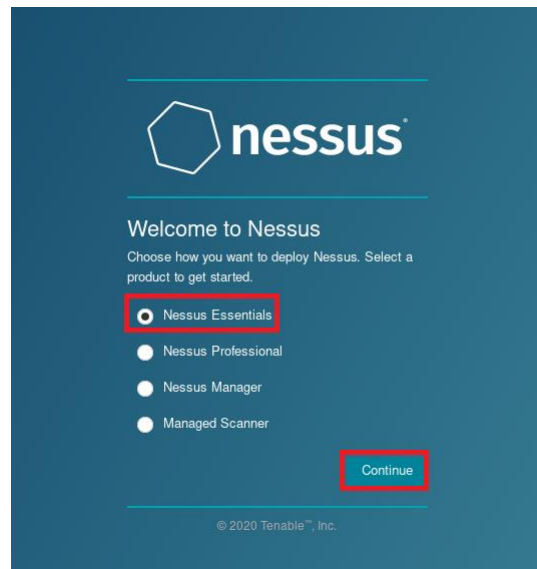 nessus®
Welcome to Nessus
Choose how you want to deploy Nessus. Select a
product to get started.
Nessus Essentials
Nessus Professional
Nessus Manager
Managed Scanner
Continue
© 2020 Tenable™, Inc.